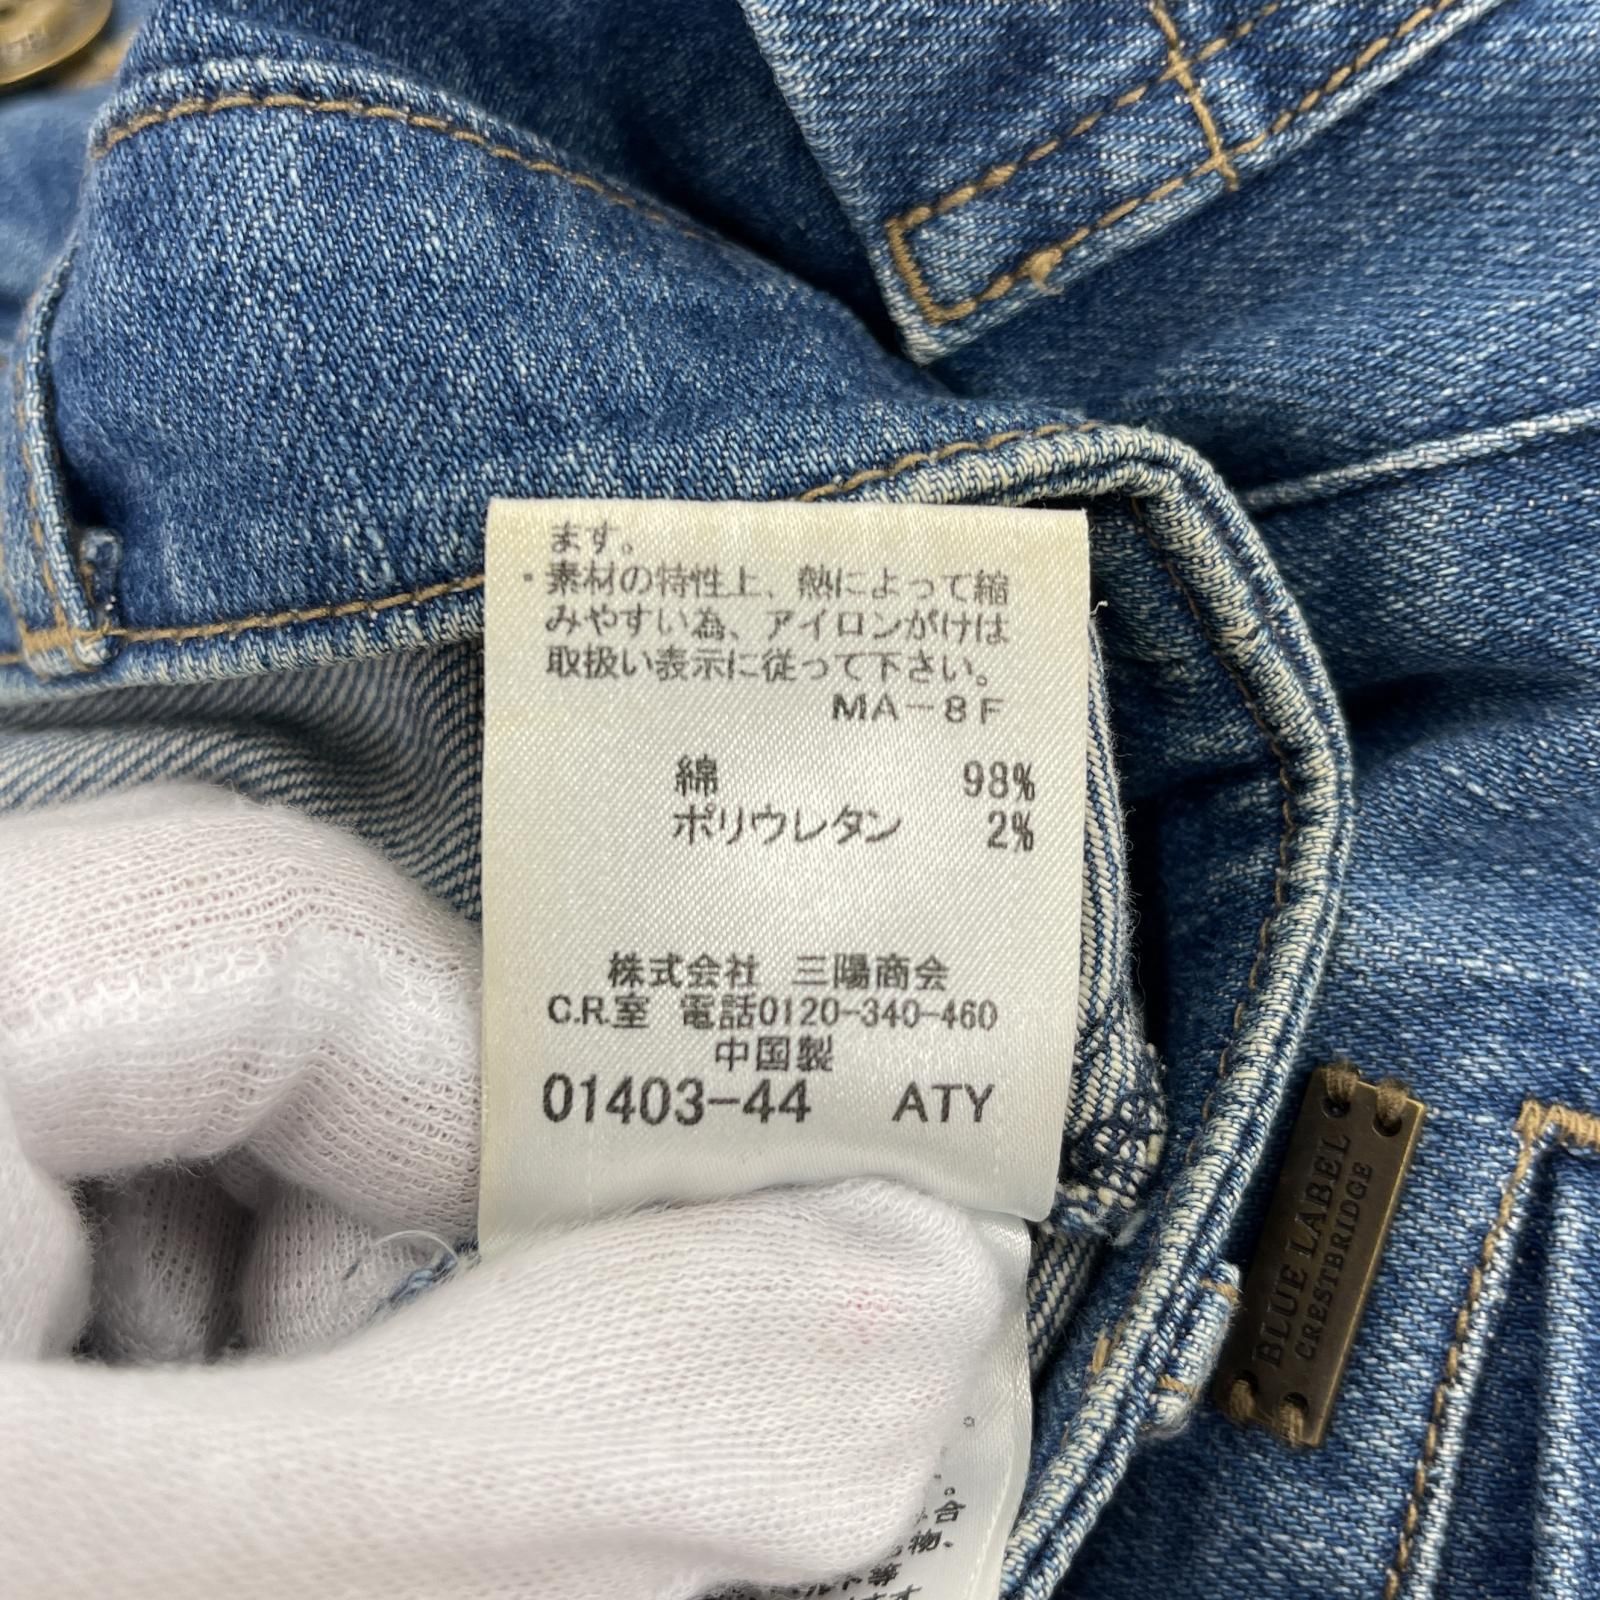 ます。
・素材の特性上、熱によって縮
みやすい為、アイロンがけは
取扱い表示に従って下さい。
MA-8F
綿 98%
ポリウレタン 2%
株式会社 三陽商会
C.R.室 電話0120-340-460
中国製
01403-44 ATY
BLUE LABEL
CRESTBRIDGE
。
。合
物、
等